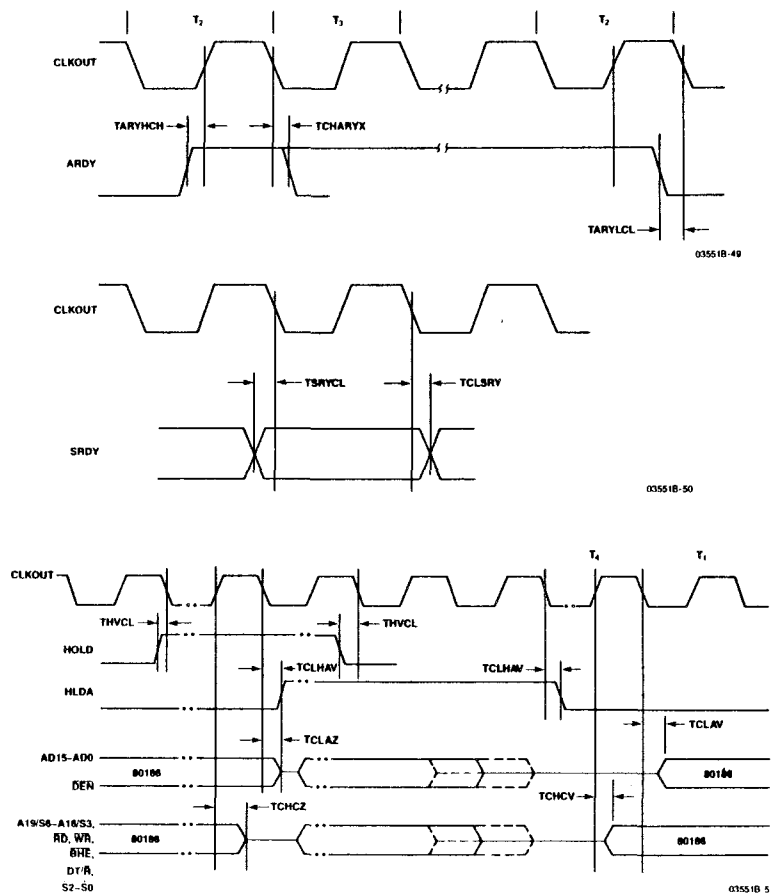 T2 T3 T2
CLKOUT
TARYHCH TCHARYX
ARDY
TARYLCL
03551B-49
CLKOUT
TSRYCL TCLSRY
SRDY
03551B-50
T4 T1
CLKOUT
THVCL THVCL
HOLD
TCLHAV TCLHAV
HLDA
TCLAV
TCLAZ
AD15-AD0
80186 80186
DEN
TCHCZ TCHCV
A19/S6-A16/S3,
RD, WR, 80186 80186
BHE,
DT/R,
S2-S0
03551B-5